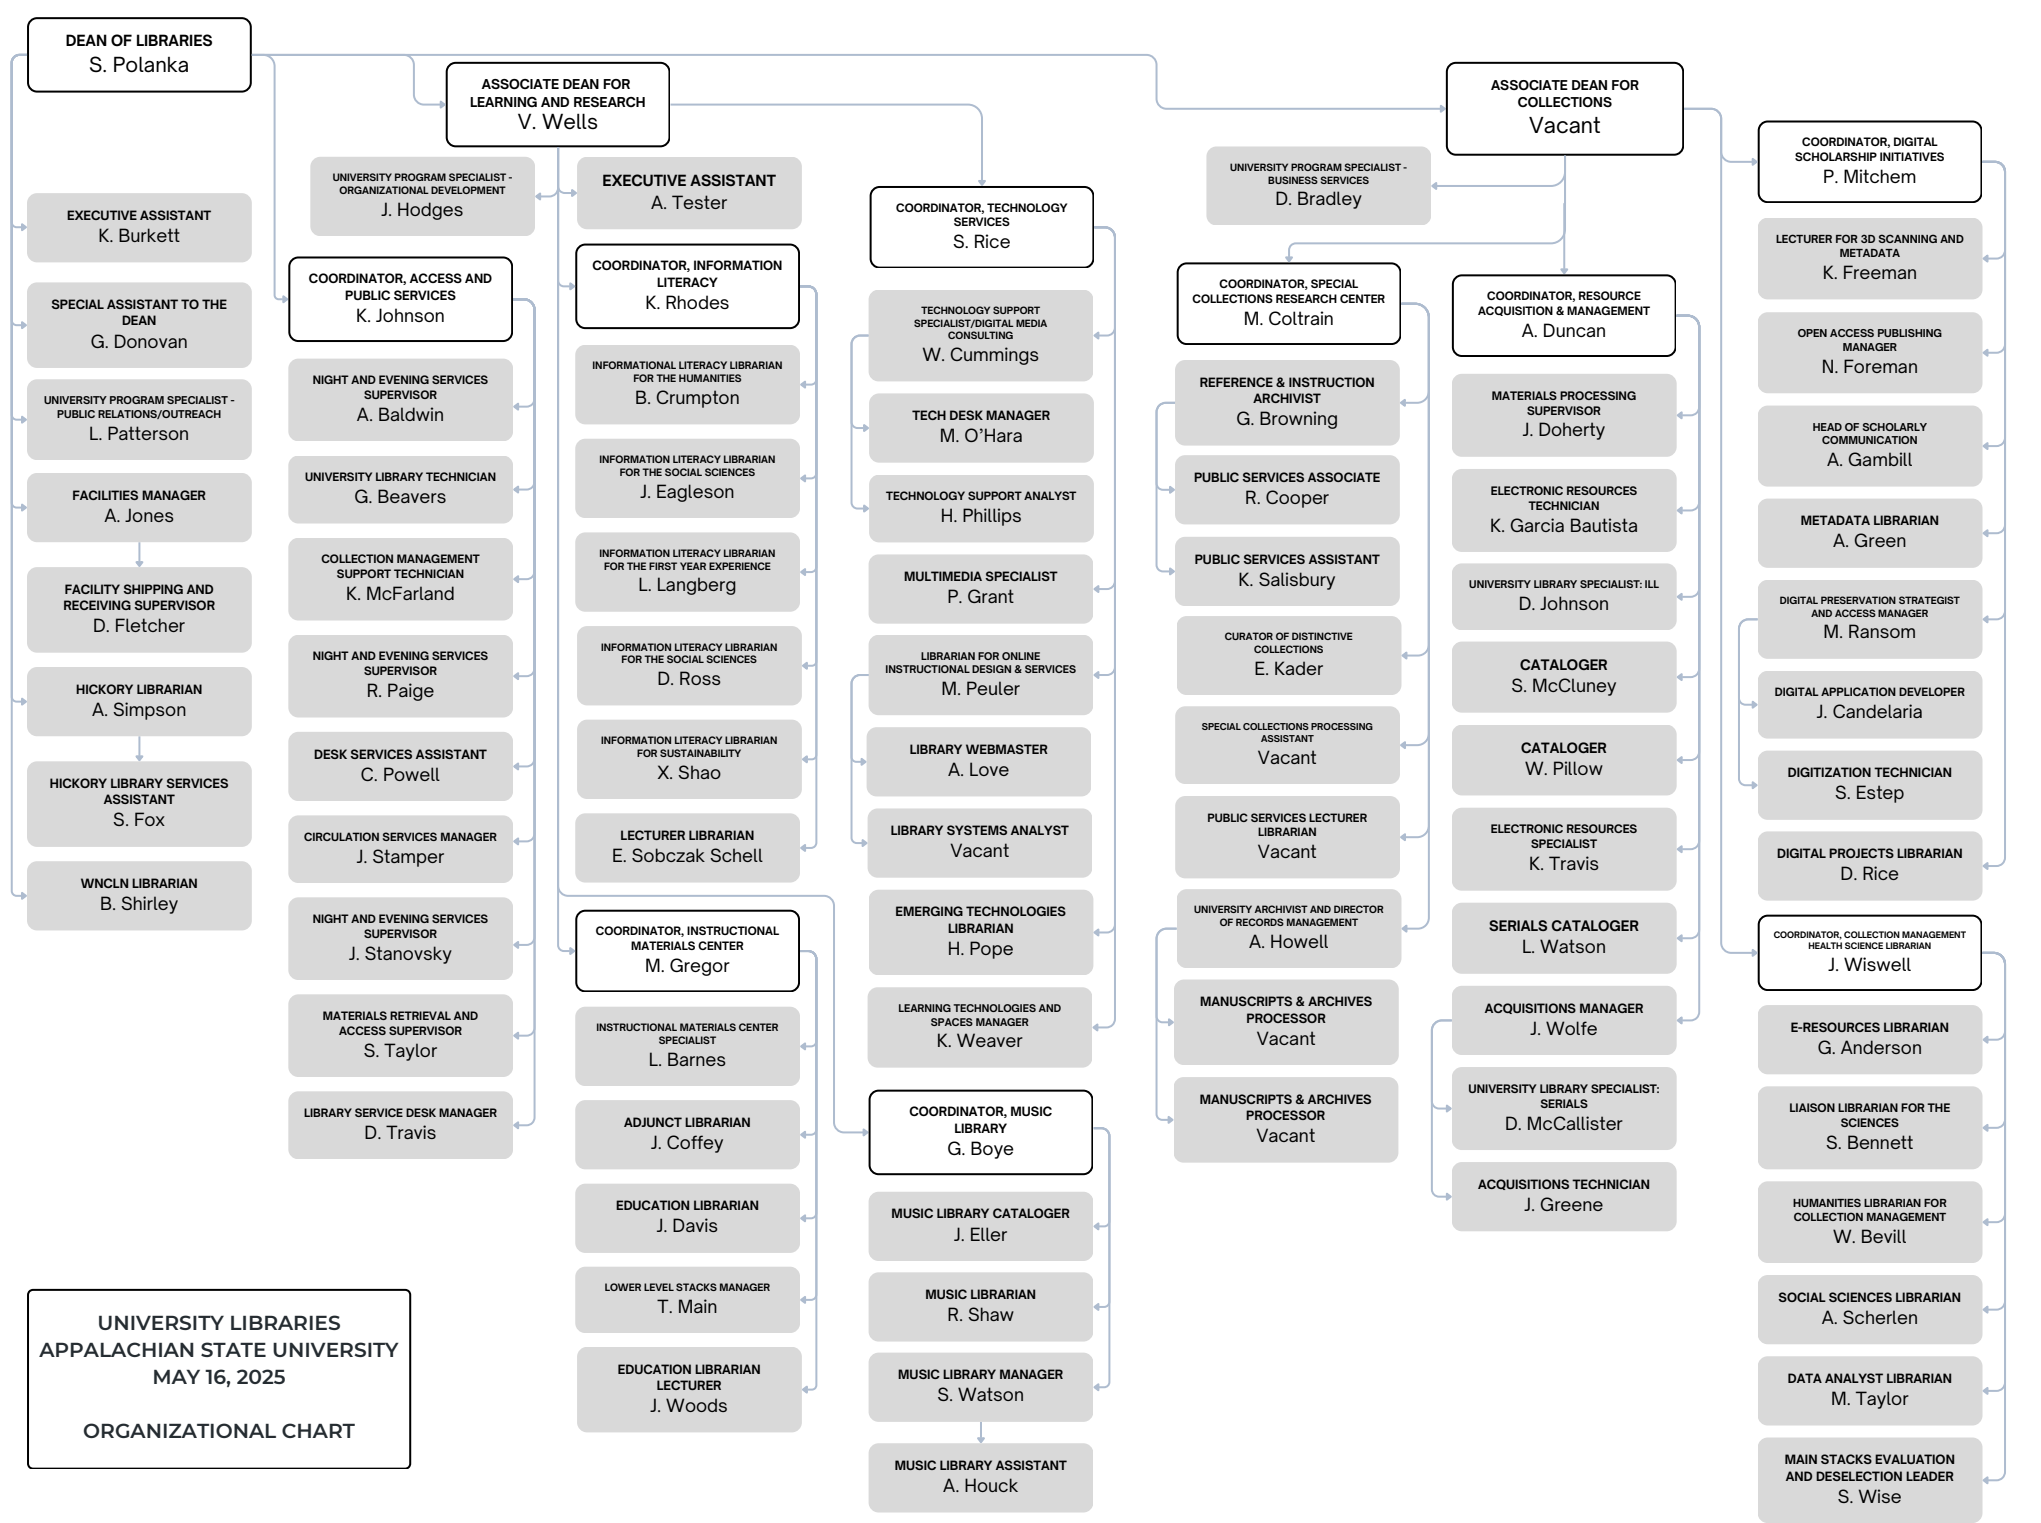 DEAN OF LIBRARIES
S. Polanka
EXECUTIVE ASSISTANT
K. Burkett
SPECIAL ASSISTANT TO THE
DEAN
G. Donovan
UNIVERSITY PROGRAM SPECIALIST -
PUBLIC RELATIONS/OUTREACH
L. Patterson
FACILITIES MANAGER
A. Jones
FACILITY SHIPPING AND
RECEIVING SUPERVISOR
D. Fletcher
HICKORY LIBRARIAN
A. Simpson
HICKORY LIBRARY SERVICES
ASSISTANT
S. Fox
WNCLN LIBRARIAN
B. Shirley
COORDINATOR, ACCESS AND
PUBLIC SERVICES
K. Johnson
NIGHT AND EVENING SERVICES
SUPERVISOR
A. Baldwin
UNIVERSITY LIBRARY TECHNICIAN
G. Beavers
COLLECTION MANAGEMENT
SUPPORT TECHNICIAN
K. McFarland
NIGHT AND EVENING SERVICES
SUPERVISOR
R. Paige
DESK SERVICES ASSISTANT
C. Powell
CIRCULATION SERVICES MANAGER
J. Stamper
NIGHT AND EVENING SERVICES
SUPERVISOR
J. Stanovsky
MATERIALS RETRIEVAL AND
ACCESS SUPERVISOR
S. Taylor
LIBRARY SERVICE DESK MANAGER
D. Travis
ASSOCIATE DEAN FOR
LEARNING AND RESEARCH
V. Wells
UNIVERSITY PROGRAM SPECIALIST -
ORGANIZATIONAL DEVELOPMENT
J. Hodges
EXECUTIVE ASSISTANT
A. Tester
COORDINATOR, INFORMATION
LITERACY
K. Rhodes
INFORMATIONAL LITERACY LIBRARIAN
FOR THE HUMANITIES
B. Crumpton
INFORMATION LITERACY LIBRARIAN
FOR THE SOCIAL SCIENCES
J. Eagleson
INFORMATION LITERACY LIBRARIAN
FOR THE FIRST YEAR EXPERIENCE
L. Langberg
INFORMATION LITERACY LIBRARIAN
FOR THE SOCIAL SCIENCES
D. Ross
INFORMATION LITERACY LIBRARIAN
FOR SUSTAINABILITY
X. Shao
LECTURER LIBRARIAN
E. Sobczak Schell
COORDINATOR, INSTRUCTIONAL
MATERIALS CENTER
M. Gregor
INSTRUCTIONAL MATERIALS CENTER
SPECIALIST
L. Barnes
ADJUNCT LIBRARIAN
J. Coffey
EDUCATION LIBRARIAN
J. Davis
LOWER LEVEL STACKS MANAGER
T. Main
EDUCATION LIBRARIAN
LECTURER
J. Woods
COORDINATOR, TECHNOLOGY
SERVICES
S. Rice
TECHNOLOGY SUPPORT
SPECIALIST/DIGITAL MEDIA
CONSULTING
W. Cummings
TECH DESK MANAGER
M. O'Hara
TECHNOLOGY SUPPORT ANALYST
H. Phillips
MULTIMEDIA SPECIALIST
P. Grant
LIBRARIAN FOR ONLINE
INSTRUCTIONAL DESIGN & SERVICES
M. Peuler
LIBRARY WEBMASTER
A. Love
LIBRARY SYSTEMS ANALYST
Vacant
EMERGING TECHNOLOGIES
LIBRARIAN
H. Pope
LEARNING TECHNOLOGIES AND
SPACES MANAGER
K. Weaver
COORDINATOR, MUSIC
LIBRARY
G. Boye
MUSIC LIBRARY CATALOGER
J. Eller
MUSIC LIBRARIAN
R. Shaw
MUSIC LIBRARY MANAGER
S. Watson
MUSIC LIBRARY ASSISTANT
A. Houck
ASSOCIATE DEAN FOR
COLLECTIONS
Vacant
UNIVERSITY PROGRAM SPECIALIST -
BUSINESS SERVICES
D. Bradley
COORDINATOR, SPECIAL
COLLECTIONS RESEARCH CENTER
M. Coltrain
REFERENCE & INSTRUCTION
ARCHIVIST
G. Browning
PUBLIC SERVICES ASSOCIATE
R. Cooper
PUBLIC SERVICES ASSISTANT
K. Salisbury
CURATOR OF DISTINCTIVE
COLLECTIONS
E. Kader
SPECIAL COLLECTIONS PROCESSING
ASSISTANT
Vacant
PUBLIC SERVICES LECTURER
LIBRARIAN
Vacant
UNIVERSITY ARCHIVIST AND DIRECTOR
OF RECORDS MANAGEMENT
A. Howell
MANUSCRIPTS & ARCHIVES
PROCESSOR
Vacant
MANUSCRIPTS & ARCHIVES
PROCESSOR
Vacant
COORDINATOR, RESOURCE
ACQUISITION & MANAGEMENT
A. Duncan
MATERIALS PROCESSING
SUPERVISOR
J. Doherty
ELECTRONIC RESOURCES
TECHNICIAN
K. Garcia Bautista
UNIVERSITY LIBRARY SPECIALIST: ILL
D. Johnson
CATALOGER
S. McCluney
CATALOGER
W. Pillow
ELECTRONIC RESOURCES
SPECIALIST
K. Travis
SERIALS CATALOGER
L. Watson
ACQUISITIONS MANAGER
J. Wolfe
UNIVERSITY LIBRARY SPECIALIST:
SERIALS
D. McCallister
ACQUISITIONS TECHNICIAN
J. Greene
COORDINATOR, DIGITAL
SCHOLARSHIP INITIATIVES
P. Mitchem
LECTURER FOR 3D SCANNING AND
METADATA
K. Freeman
OPEN ACCESS PUBLISHING
MANAGER
N. Foreman
HEAD OF SCHOLARLY
COMMUNICATION
A. Gambill
METADATA LIBRARIAN
A. Green
DIGITAL PRESERVATION STRATEGIST
AND ACCESS MANAGER
M. Ransom
DIGITAL APPLICATION DEVELOPER
J. Candelaria
DIGITIZATION TECHNICIAN
S. Estep
DIGITAL PROJECTS LIBRARIAN
D. Rice
COORDINATOR, COLLECTION MANAGEMENT
HEALTH SCIENCE LIBRARIAN
J. Wiswell
E-RESOURCES LIBRARIAN
G. Anderson
LIAISON LIBRARIAN FOR THE
SCIENCES
S. Bennett
HUMANITIES LIBRARIAN FOR
COLLECTION MANAGEMENT
W. Bevill
SOCIAL SCIENCES LIBRARIAN
A. Scherlen
DATA ANALYST LIBRARIAN
M. Taylor
MAIN STACKS EVALUATION
AND DESELECTION LEADER
S. Wise
UNIVERSITY LIBRARIES
APPALACHIAN STATE UNIVERSITY
MAY 16, 2025
ORGANIZATIONAL CHART